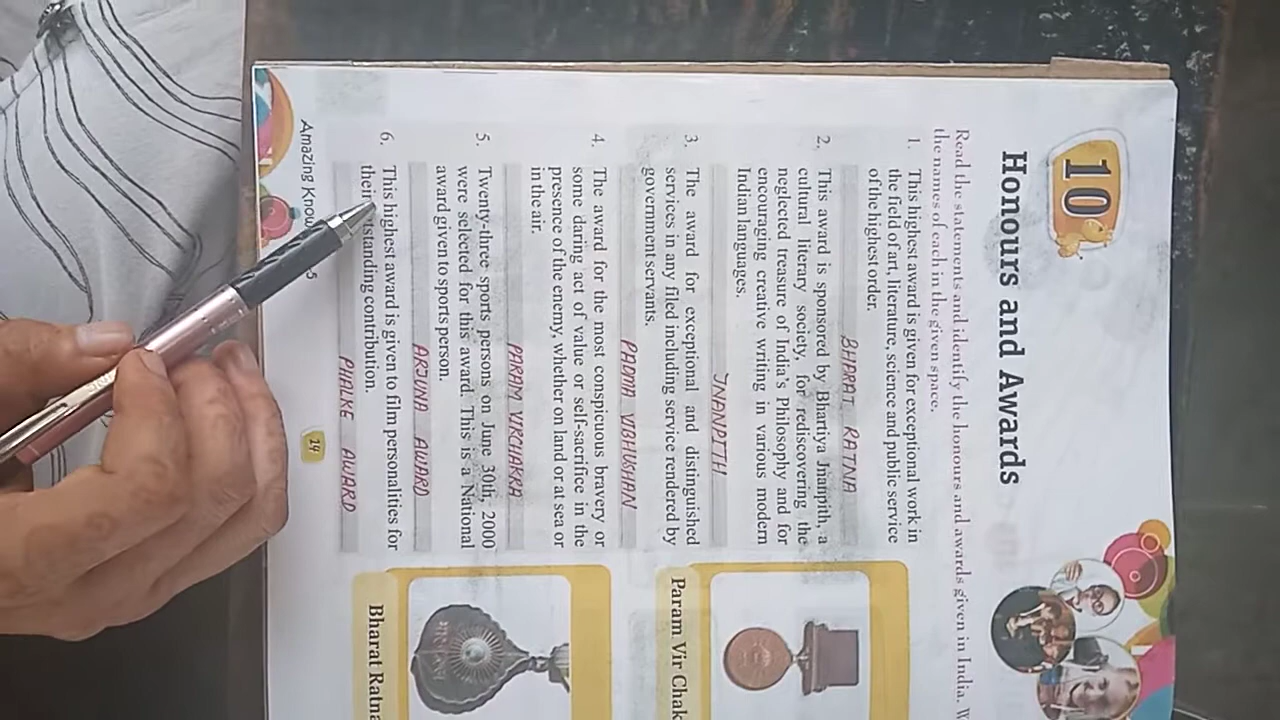 10
Honours and Awards
Read the statements and identify the honours and awards given in India. W
the names of each in the given space.
1. This highest award is given for exceptional work in
the field of art, literature, science and public service
of the highest order.
BHARAT RATNA
2. This award is sponsored by Bhartiya Jnanpith, a
cultural literary society, for rediscovering the
neglected treasure of India's Philosophy and for
encouraging creative writing in various modern
Indian languages.
JNANPITH
3. The award for exceptional and distinguished
services in any filed including service rendered by
government servants.
PADMA VIBHUSHAN
4. The award for the most conspicuous bravery or
some daring act of value or self-sacrifice in the
presence of the enemy, whether on land or at sea or
in the air.
PARAM VIRCHAKRA
5. Twenty-three sports persons on June 30th, 2000
were selected for this award. This is a National
award given to sports person.
ARJUNA AWARD
6. This highest award is given to film personalities for
their contribution.
PHALKE AWARD
Param Vir Chak
Bharat Ratna
Amazing 5
24